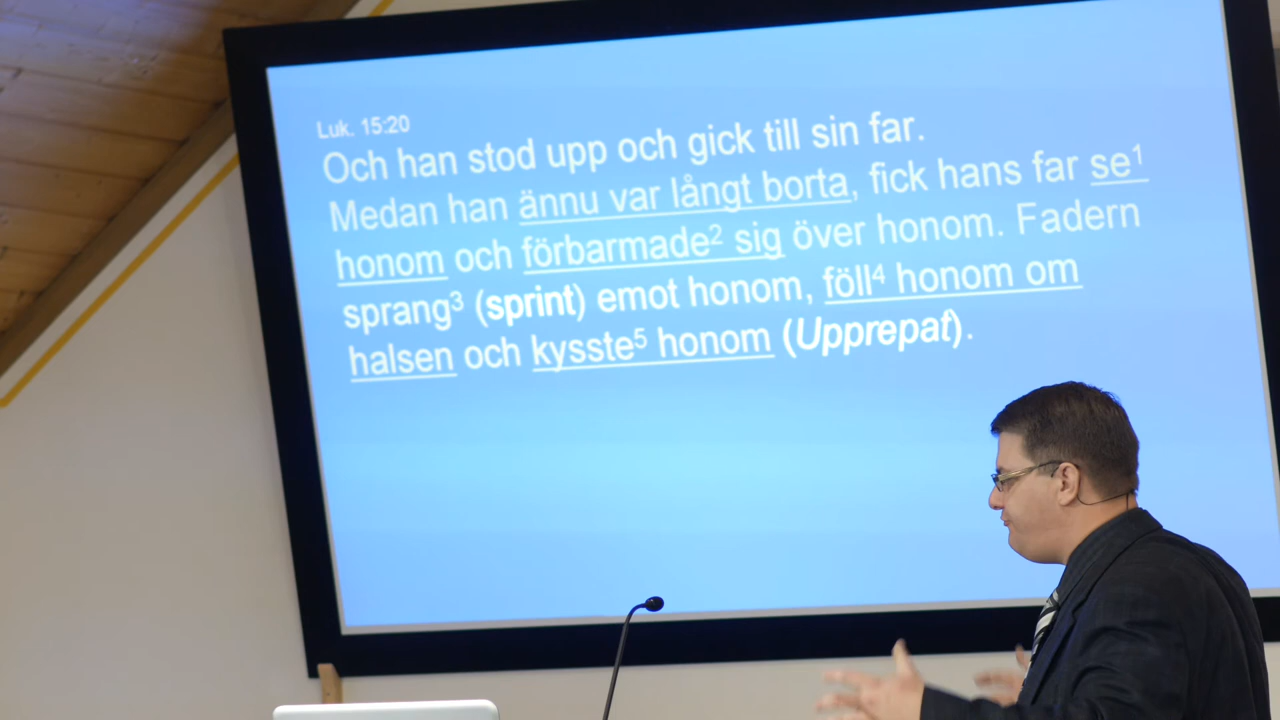 Luk. 15:20
Och han stod upp och gick till sin far.
Medan han ännu var långt borta, fick hans far se¹
honom och förbarmade² sig över honom. Fadern
sprang³ (sprint) emot honom, föll⁴ honom om
halsen och kysste⁵ honom (Upprepat).